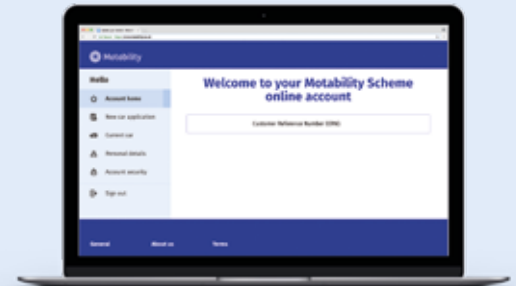 Motability
Hello
Account home
New car application
Current car
Personal details
Account security
Sign out
Welcome to your Motability Scheme
online account
Customer Reference Number (CRN):
General
About us
Terms